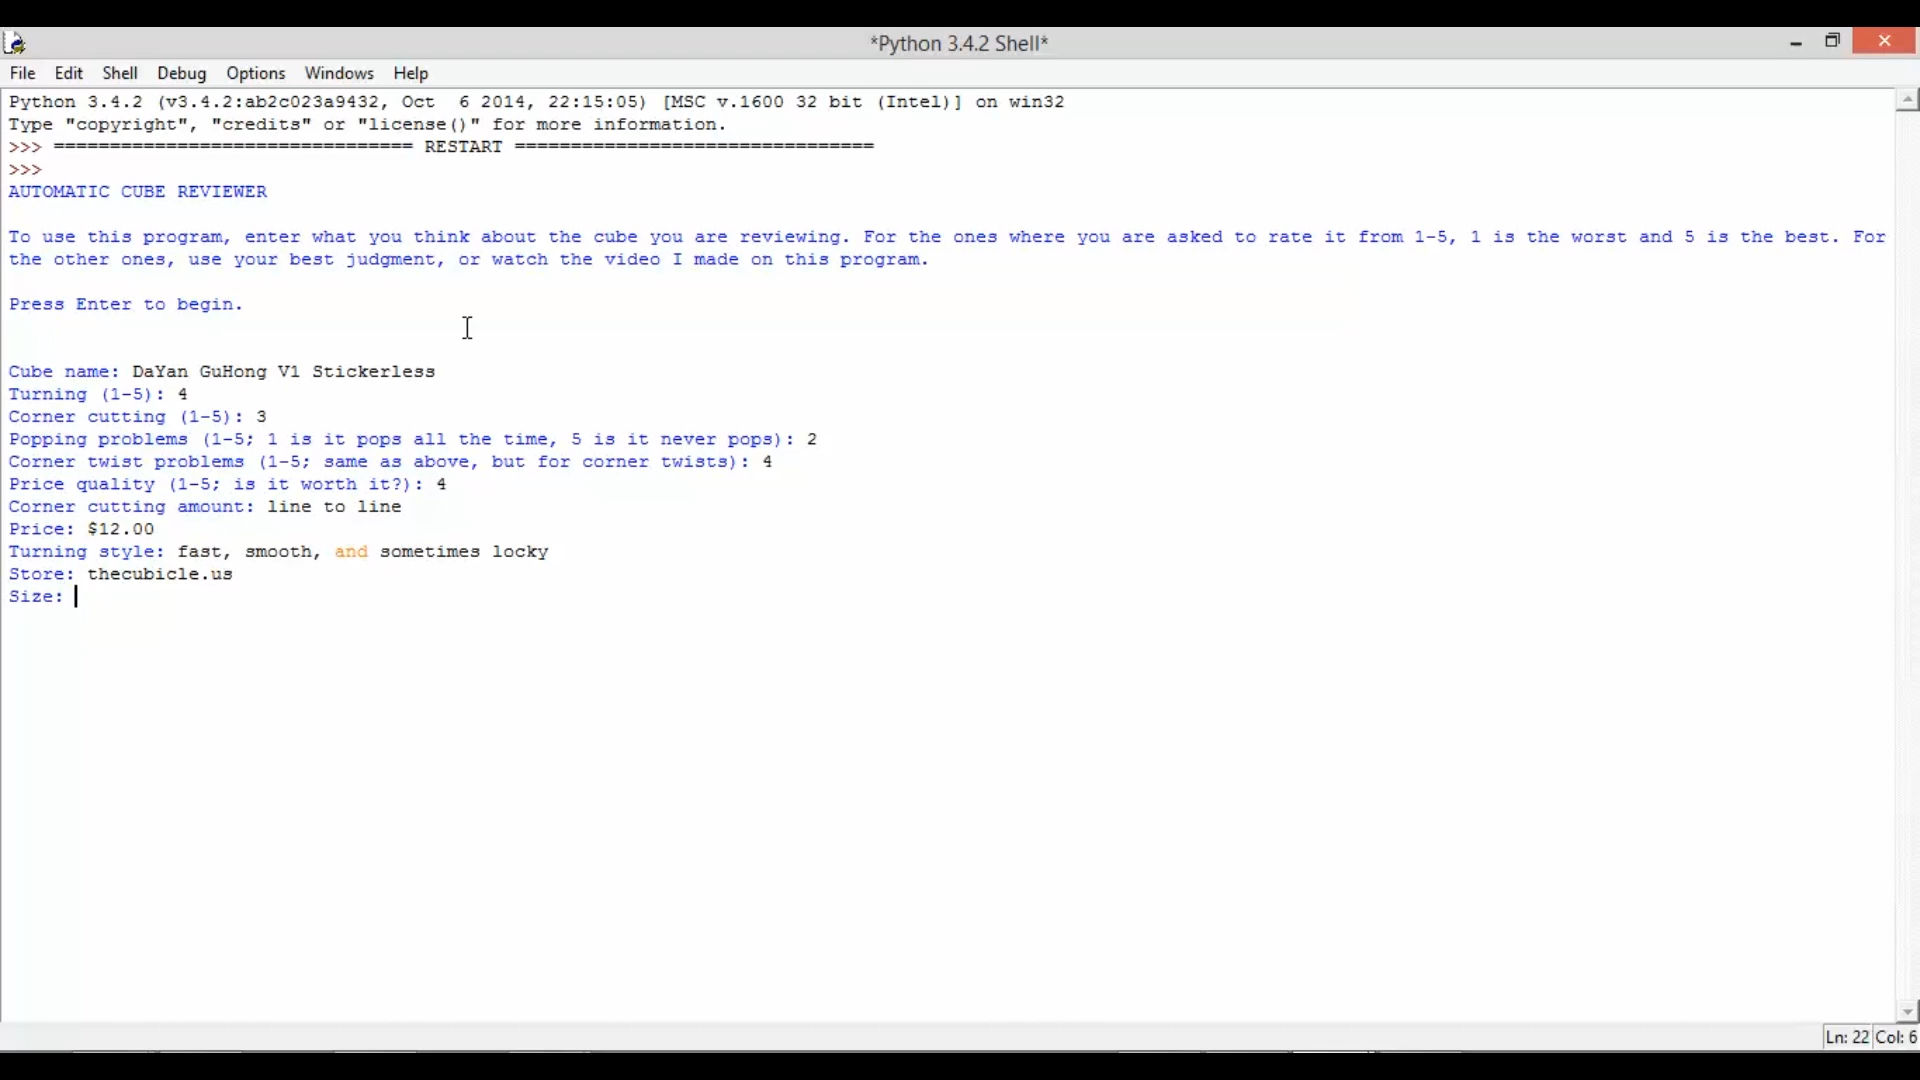 *Python 3.4.2 Shell*
File Edit Shell Debug Options Windows Help
Python 3.4.2 (v3.4.2:ab2c023a9432, Oct  6 2014, 22:15:05) [MSC v.1600 32 bit (Intel)] on win32
Type "copyright", "credits" or "license()" for more information.
>>> ================================ RESTART ================================
>>>
AUTOMATIC CUBE REVIEWER
To use this program, enter what you think about the cube you are reviewing. For the ones where you are asked to rate it from 1-5, 1 is the worst and 5 is the best. For
the other ones, use your best judgment, or watch the video I made on this program.
Press Enter to begin.
Cube name: DaYan GuHong V1 Stickerless
Turning (1-5): 4
Corner cutting (1-5): 3
Popping problems (1-5; 1 is it pops all the time, 5 is it never pops): 2
Corner twist problems (1-5; same as above, but for corner twists): 4
Price quality (1-5; is it worth it?): 4
Corner cutting amount: line to line
Price: $12.00
Turning style: fast, smooth, and sometimes locky
Store: thecubicle.us
Size:
Ln: 22 Col: 6